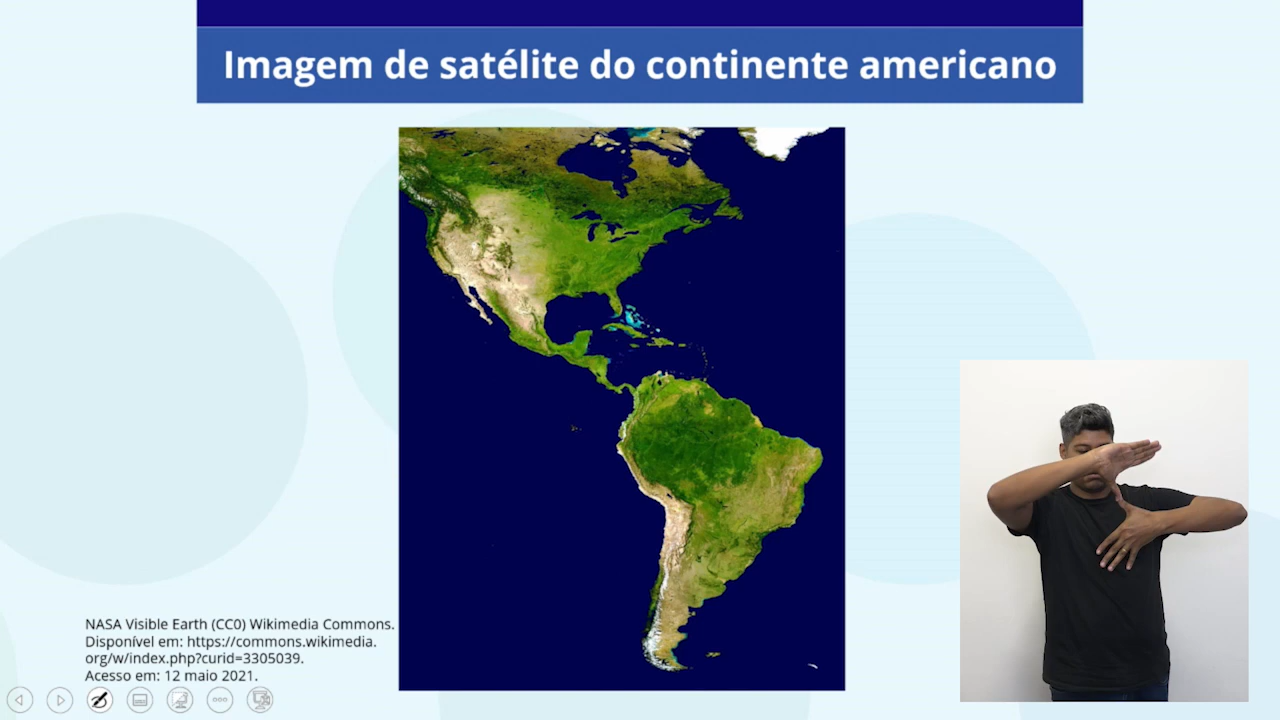 Imagem de satélite do continente americano
NASA Visible Earth (CC0) Wikimedia Commons.
Disponível em: https://commons.wikimedia.
org/w/index.php?curid=3305039.
Acesso em: 12 maio 2021.